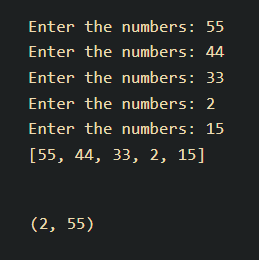 Enter the numbers: 55
Enter the numbers: 44
Enter the numbers: 33
Enter the numbers: 2
Enter the numbers: 15
[55, 44, 33, 2, 15]
(2, 55)